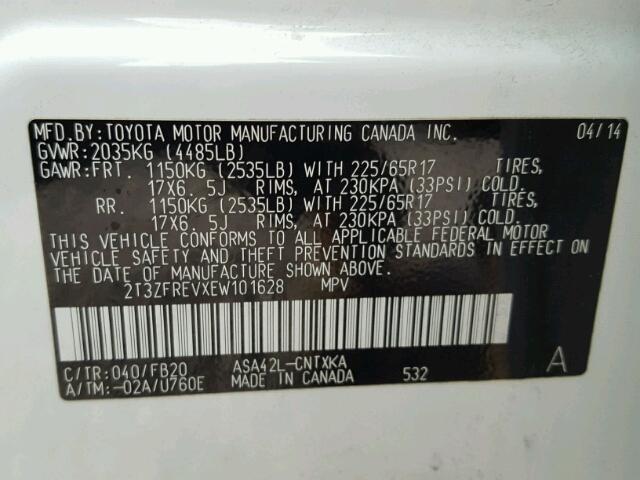 MFD.BY: TOYOTA MOTOR MANUFACTURING CANADA INC. 04/14
GVWR: 2035KG (4485LB)
GAWR: FRT. 1150KG (2535LB) WITH 225/65R17 TIRES,
17X6. 5J RIMS, AT 230KPA (33PSI) COLD.
RR. 1150KG (2535LB) WITH 225/65R17 TIRES,
17X6. 5J RIMS, AT 230KPA (33PSI) COLD.
THIS VEHICLE CONFORMS TO ALL APPLICABLE FEDERAL MOTOR
VEHICLE SAFETY AND THEFT PREVENTION STANDARDS IN EFFECT ON
THE DATE OF MANUFACTURE SHOWN ABOVE.
2T3ZFREVXEW101628 MPV
C/TR: 040/FB20 ASA42L-CNTXKA A
A/TM: -02A/U760E MADE IN CANADA 532